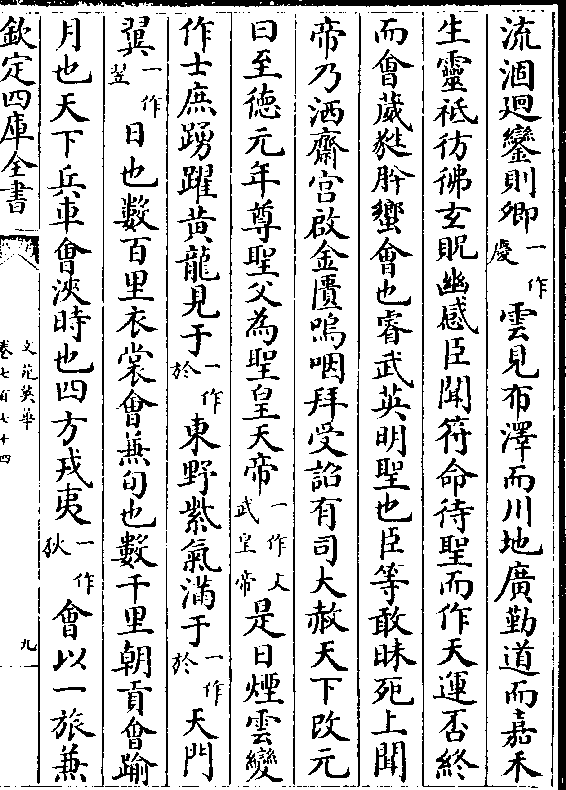 流涸廻鑾則卿一作慶雲見布澤而川地廣勤道而嘉禾
生靈祇彷彿玄貺幽感臣聞符命待聖而作天運否終
而會葳甤肸蠁會也睿武英明聖也臣等敢昧死上聞
帝乃洒齋宫啟金匱嗚咽拜受詔有司大赦天下改元
曰至德元年尊聖父為聖皇天帝一作大武皇帝是日煙雲變
作士庶踴躍黄龍見于一作於東野紫氣滿于一作於天門
翼一作翌日也數百里衣裳會兼旬也數千里朝貢會踰
月也天下兵車會浹時也四方戎夷一作狄會以一旅兼
欽定四庫全書
文苑英華
卷七百七十四
九